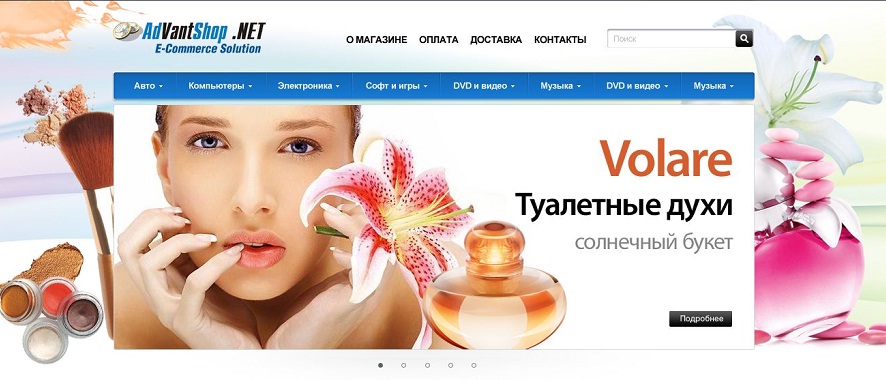 AdVantShop .NET
E-Commerce Solution
О МАГАЗИНЕ ОПЛАТА ДОСТАВКА КОНТАКТЫ
Поиск
Авто Компьютеры Электроника Софт и игры DVD и видео Музыка DVD и видео Музыка
Volare
Туалетные духи
солнечный букет
Подробнее